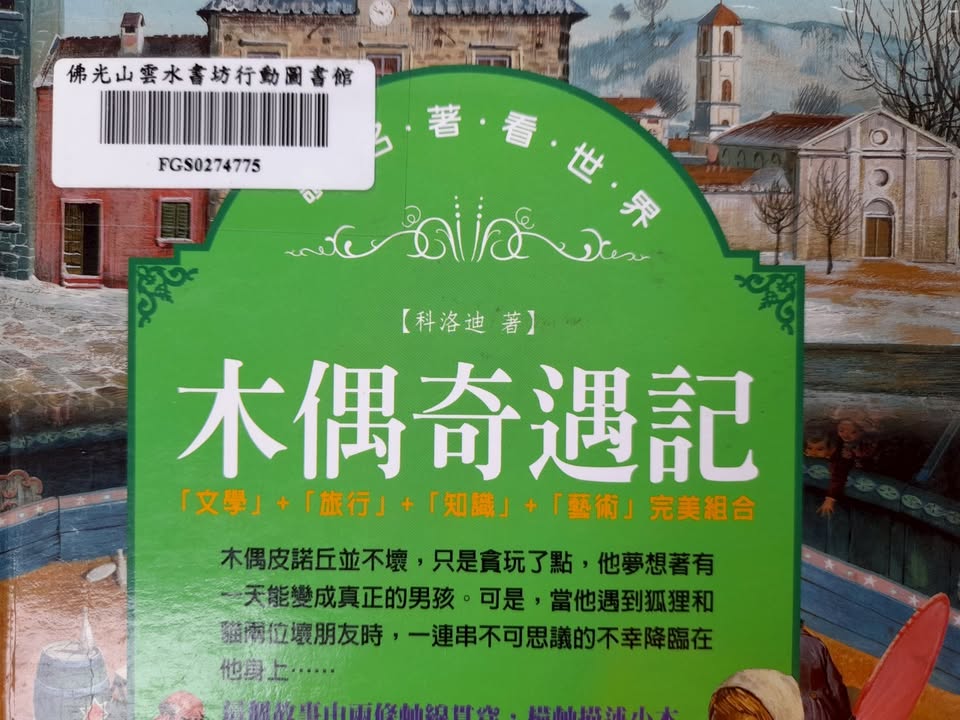 佛光山雲水書坊行動圖書館
FGS0274775
名·著·看·世·界
【科洛迪 著】
木偶奇遇記
「文學」+「旅行」+「知識」+「藝術」完美組合
木偶皮諾丘並不壞，只是貪玩了點，他夢想著有
一天能變成真正的男孩。可是，當他遇到狐狸和
貓兩位壞朋友時，一連串不可思議的不幸降臨在
他身上……